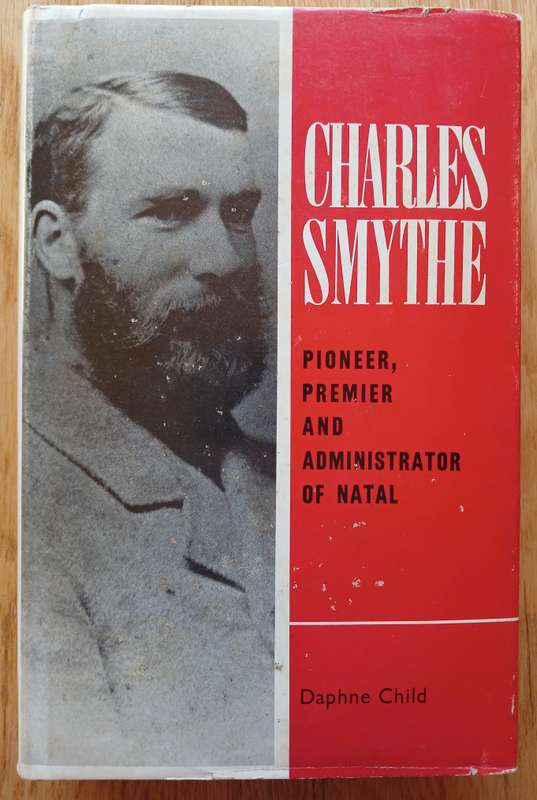 CHARLES
SMYTHE
PIONEER,
PREMIER
AND
ADMINISTRATOR
OF NATAL
Daphne Child